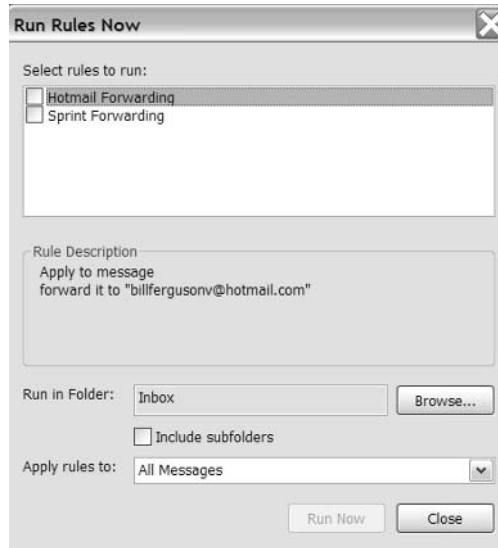 Run Rules Now
Select rules to run:
Hotmail Forwarding
Sprint Forwarding
Rule Description
Apply to message
forward it to "billfergusonv@hotmail.com"
Run in Folder: Inbox Browse...
Include subfolders
Apply rules to: All Messages
Run Now Close